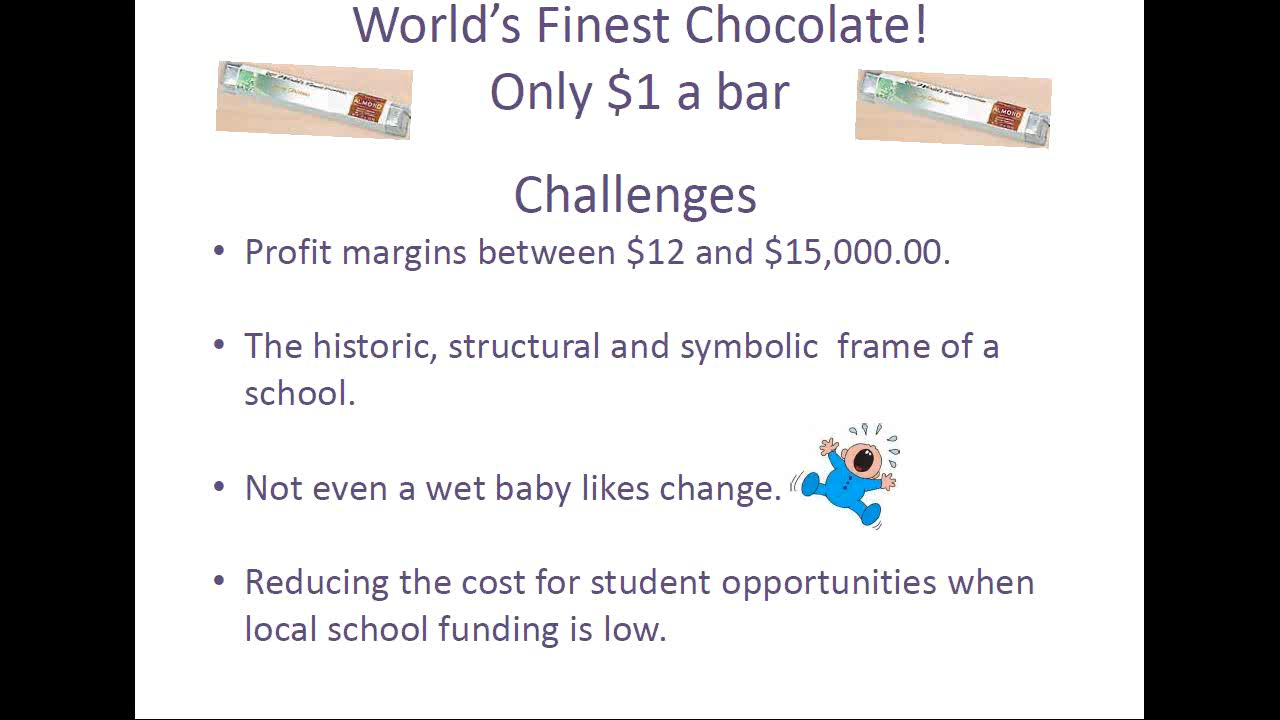 World's Finest Chocolate!
Only $1 a bar
ALMOND
ALMOND
Challenges
• Profit margins between $12 and $15,000.00.
• The historic, structural and symbolic  frame of a
school.
• Not even a wet baby likes change.
• Reducing the cost for student opportunities when
local school funding is low.